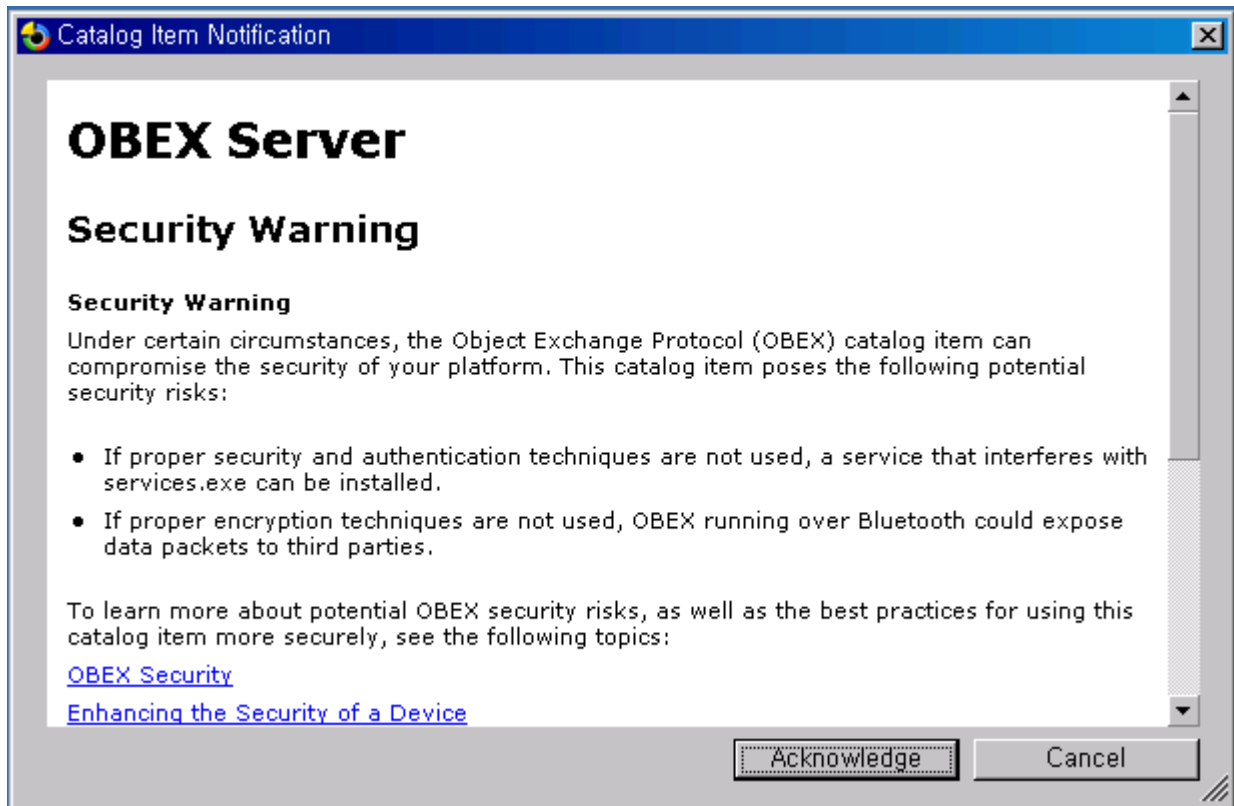 Catalog Item Notification
OBEX Server
Security Warning
Security Warning
Under certain circumstances, the Object Exchange Protocol (OBEX) catalog item can
compromise the security of your platform. This catalog item poses the following potential
security risks:
● If proper security and authentication techniques are not used, a service that interferes with
services.exe can be installed.
● If proper encryption techniques are not used, OBEX running over Bluetooth could expose
data packets to third parties.
To learn more about potential OBEX security risks, as well as the best practices for using this
catalog item more securely, see the following topics:
OBEX Security
Enhancing the Security of a Device
Acknowledge
Cancel